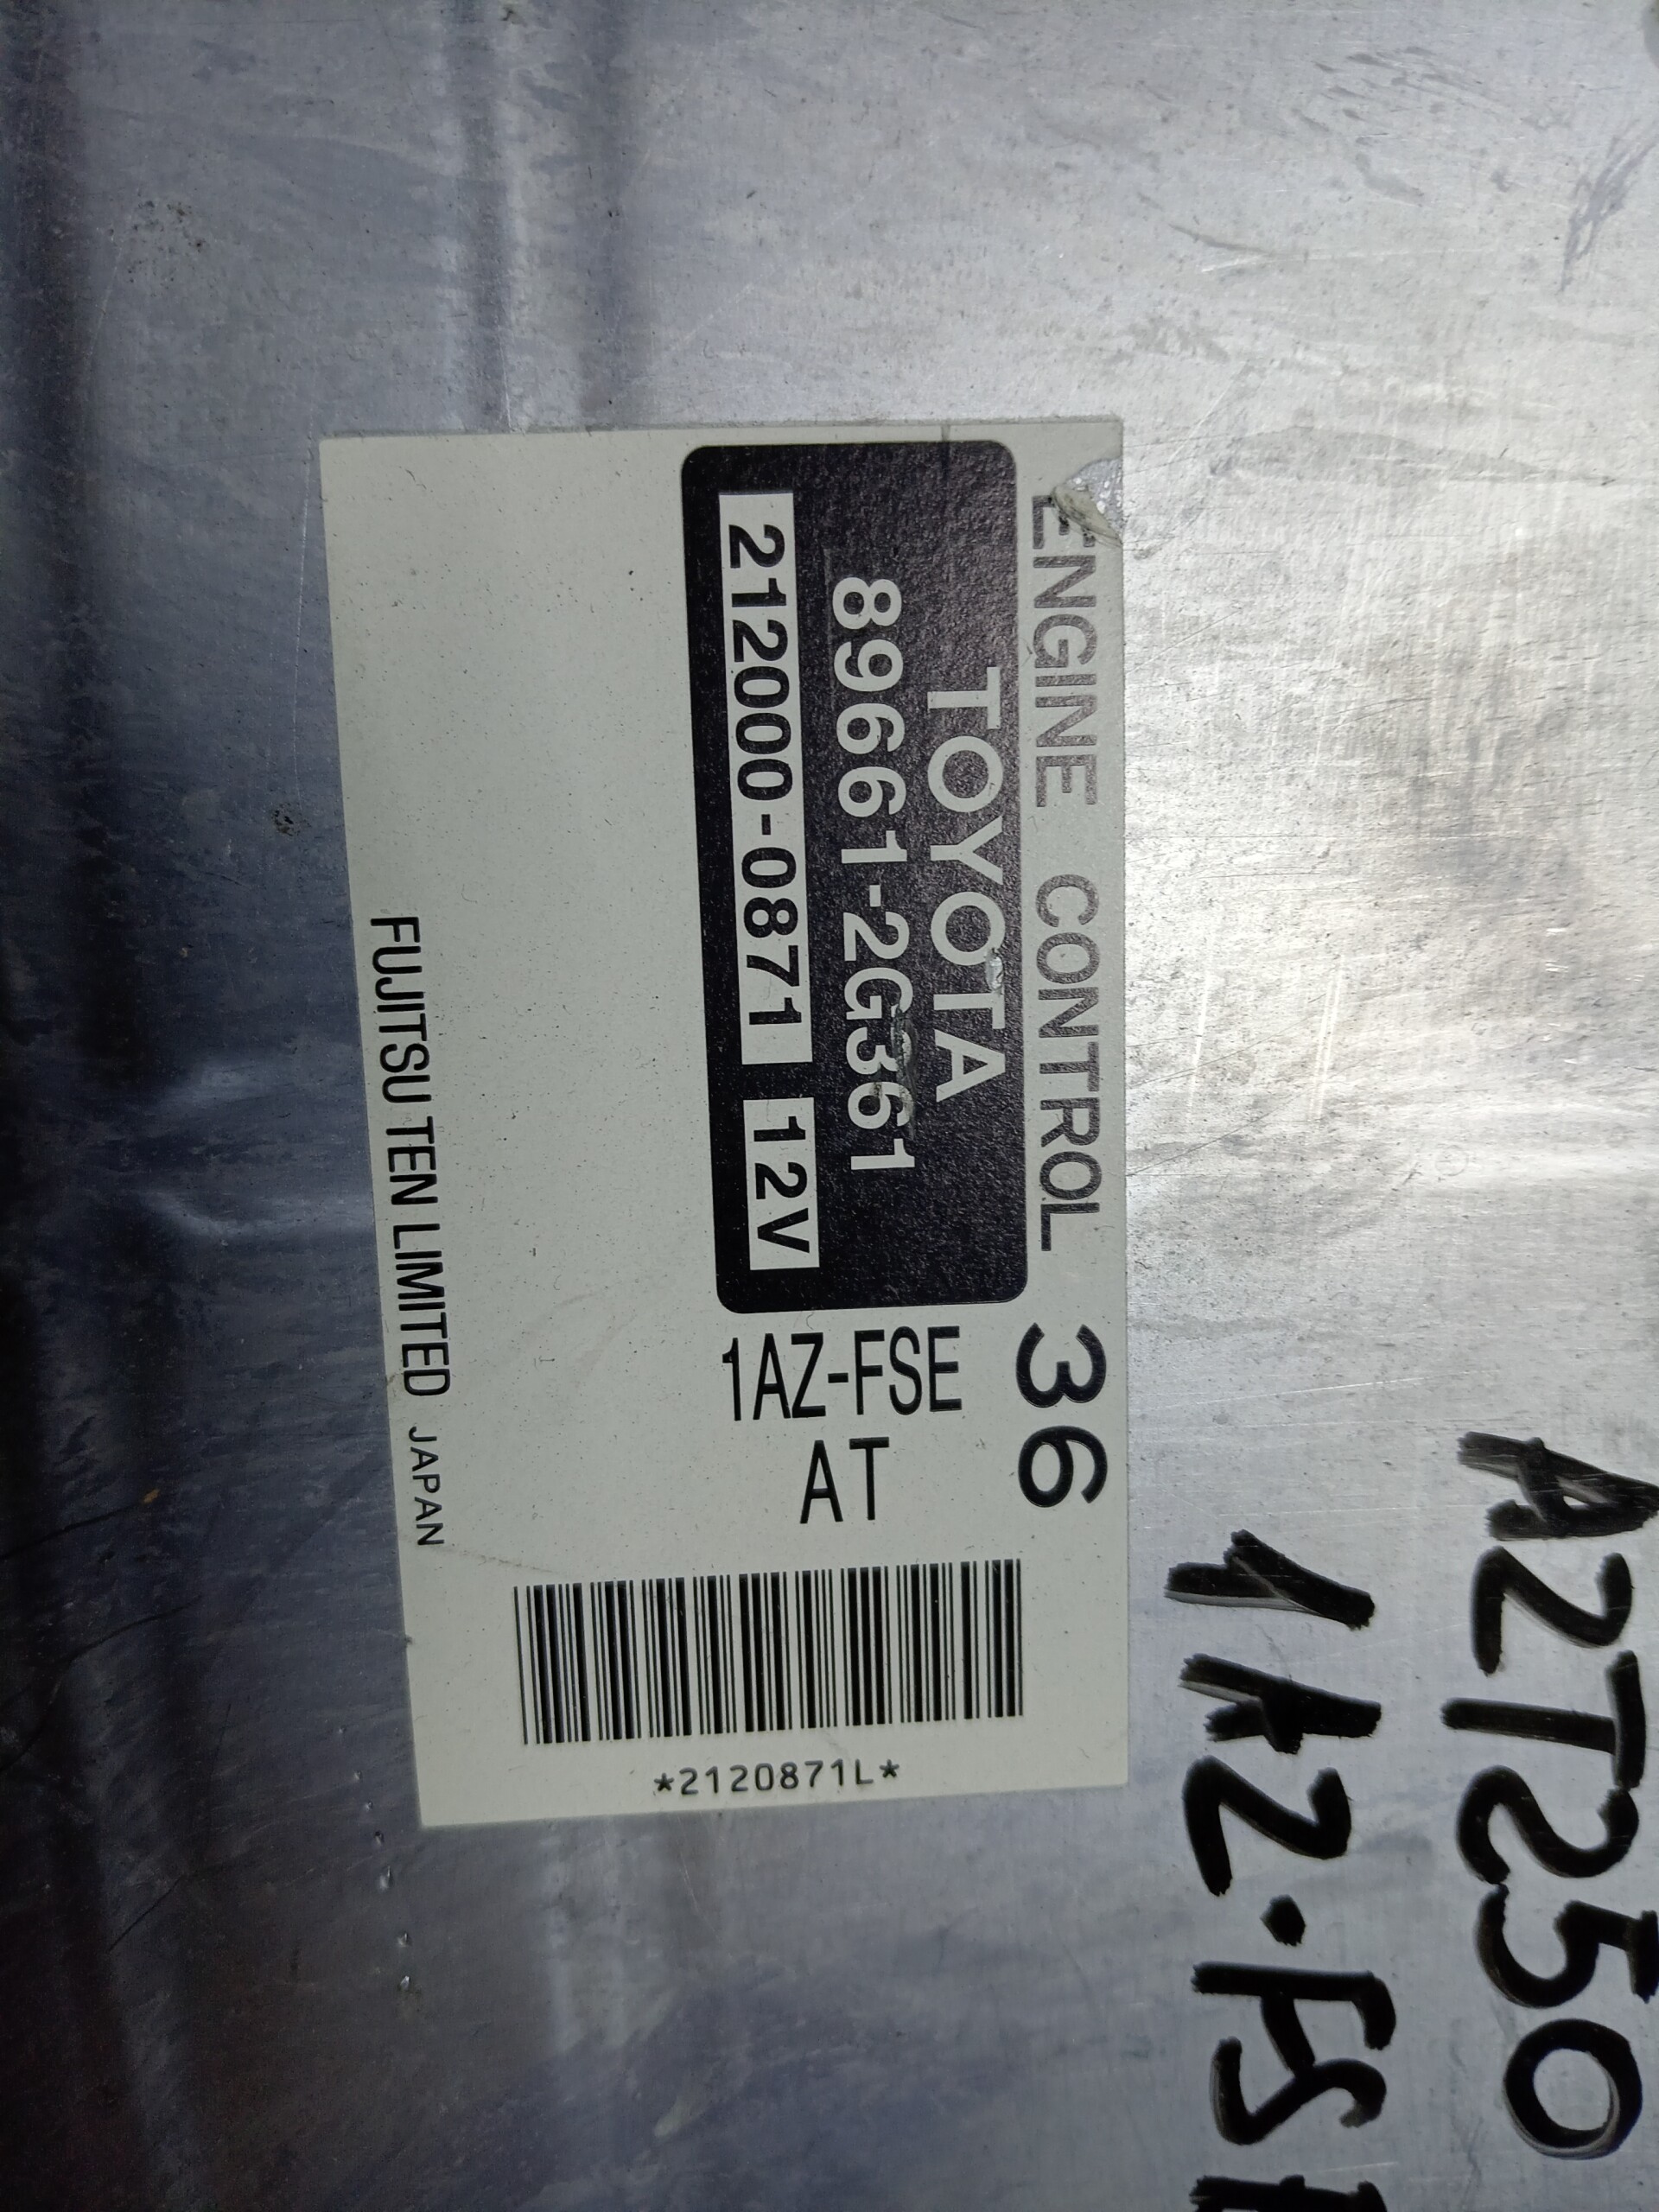 ENGINE CONTROL 36
TOYOTA
89661-2G361
212000-0871 12V
1AZ-FSE
AT
*2120871L*
FUJITSU TEN LIMITED JAPAN
AZT250
1AZ-FSE